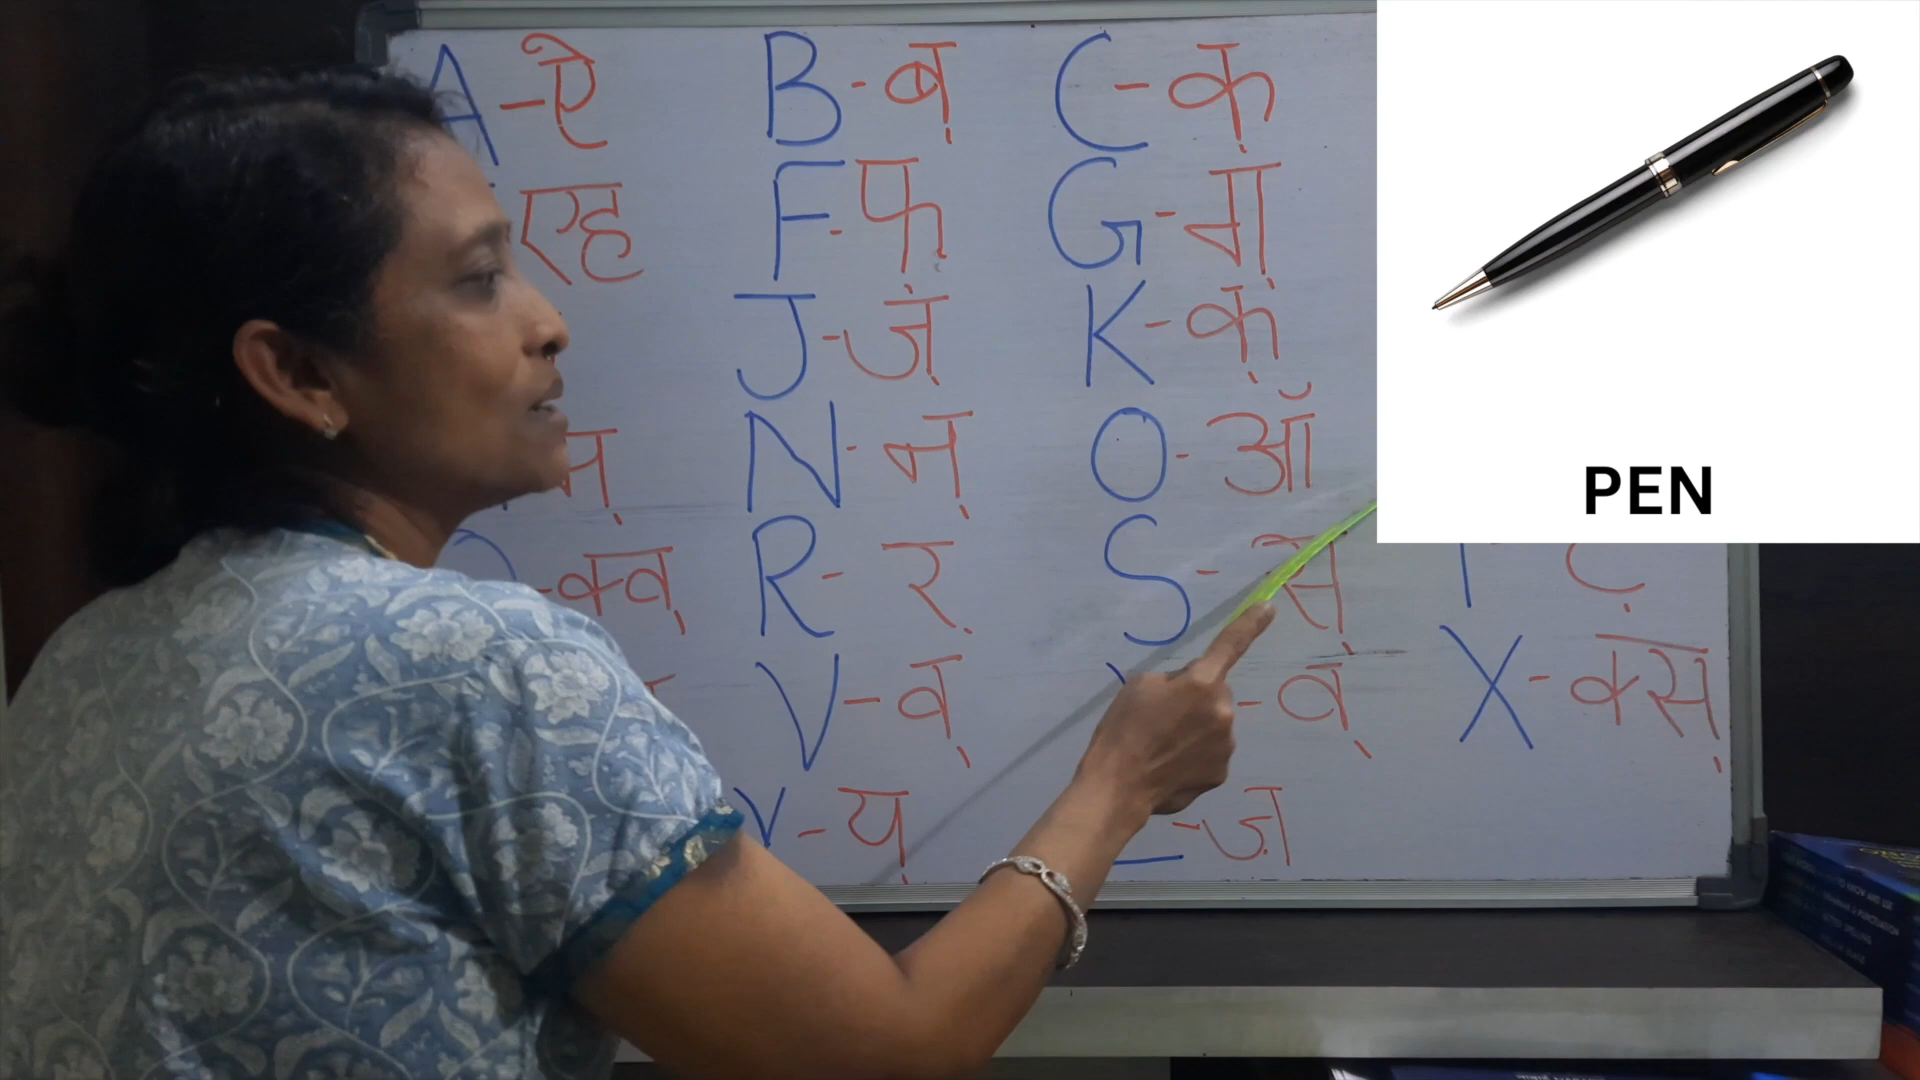 A - ऐ B - ब् C - क्
एह F - फ् G - ग्
J - ज् K - क्
म् N - न् O - ऑ
PEN
- क्व् R - र् S - स् - ट्
V - व् - व् X - क्स्
Y - य् - ज़